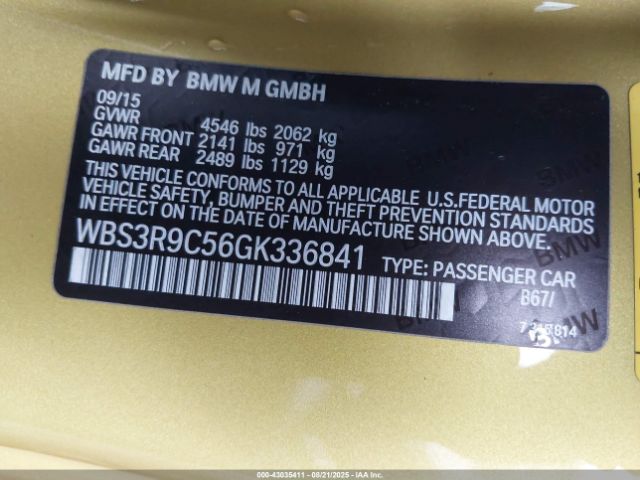 MFD BY BMW M GMBH
09/15
GVWR 4546 lbs 2062 kg
GAWR FRONT 2141 lbs 971 kg
GAWR REAR 2489 lbs 1129 kg
THIS VEHICLE CONFORMS TO ALL APPLICABLE U.S.FEDERAL MOTOR
VEHICLE SAFETY, BUMPER AND THEFT PREVENTION STANDARDS
IN EFFECT ON THE DATE OF MANUFACTURE SHOWN ABOVE.
WBS3R9C56GK336841 TYPE: PASSENGER CAR
B67/
000-43035411 - 08/21/2025 - IAA, LLC